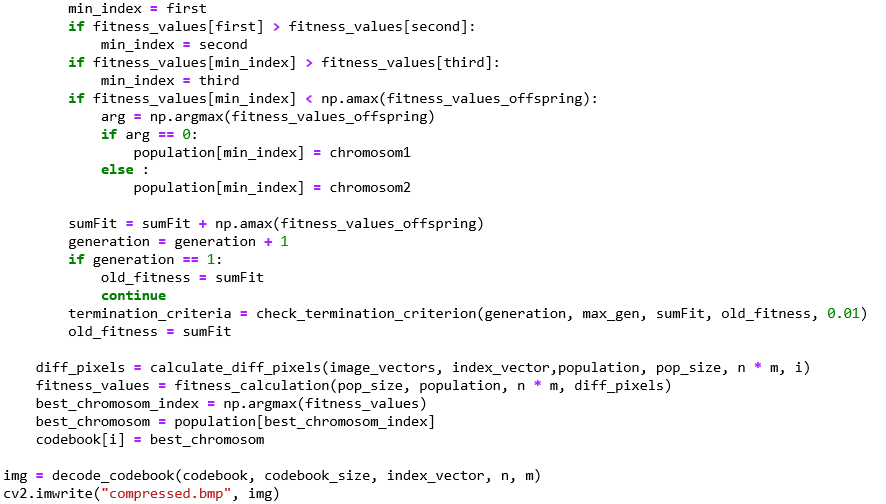 min_index = first
        if fitness_values[first] > fitness_values[second]:
            min_index = second
        if fitness_values[min_index] > fitness_values[third]:
            min_index = third
        if fitness_values[min_index] < np.amax(fitness_values_offspring):
            arg = np.argmax(fitness_values_offspring)
            if arg == 0:
                population[min_index] = chromosom1
            else :
                population[min_index] = chromosom2

        sumFit = sumFit + np.amax(fitness_values_offspring)
        generation = generation + 1
        if generation == 1:
            old_fitness = sumFit
            continue
        termination_criteria = check_termination_criterion(generation, max_gen, sumFit, old_fitness, 0.01)
        old_fitness = sumFit

    diff_pixels = calculate_diff_pixels(image_vectors, index_vector,population, pop_size, n * m, i)
    fitness_values = fitness_calculation(pop_size, population, n * m, diff_pixels)
    best_chromosom_index = np.argmax(fitness_values)
    best_chromosom = population[best_chromosom_index]
    codebook[i] = best_chromosom

img = decode_codebook(codebook, codebook_size, index_vector, n, m)
cv2.imwrite("compressed.bmp", img)